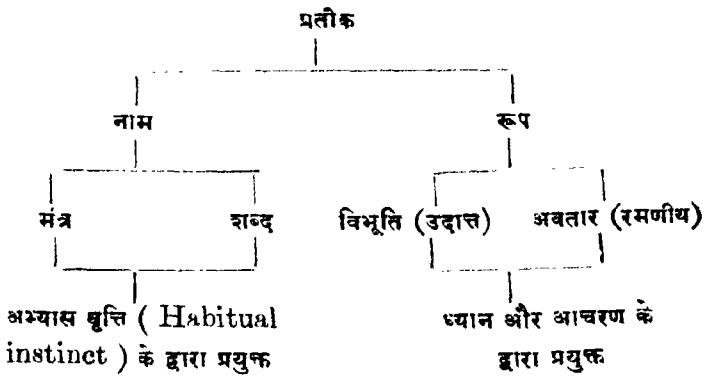 प्रतीक
नाम रूप
मंत्र शब्द विभूति (उदात्त) अवतार (रमणीय)
अभ्यास वृत्ति ( Habitual
instinct ) के द्वारा प्रयुक्त
ध्यान और आचरण के
द्वारा प्रयुक्त